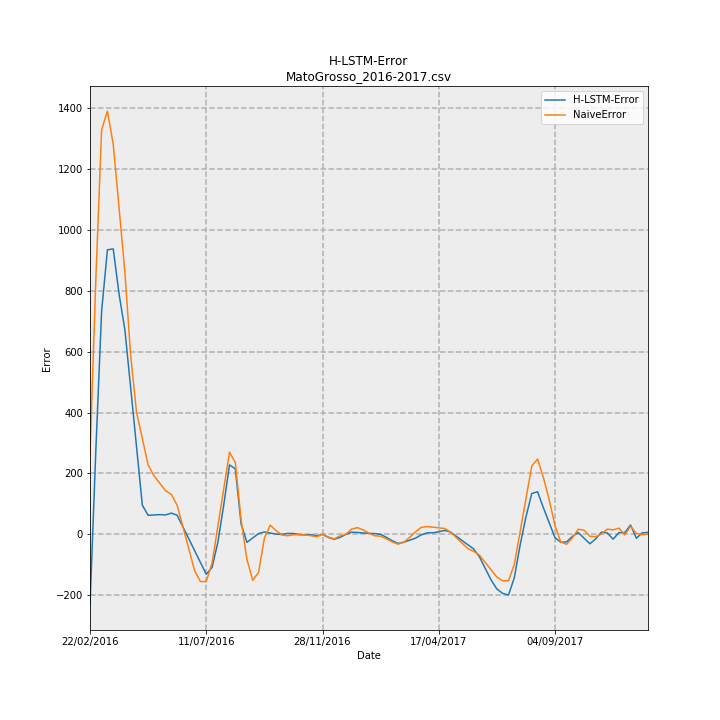 H-LSTM-Error
MatoGrosso_2016-2017.csv
H-LSTM-Error
NaiveError
1400
1200
1000
800
600
400
200
0
−200
Error
22/02/2016
11/07/2016
28/11/2016
17/04/2017
04/09/2017
Date